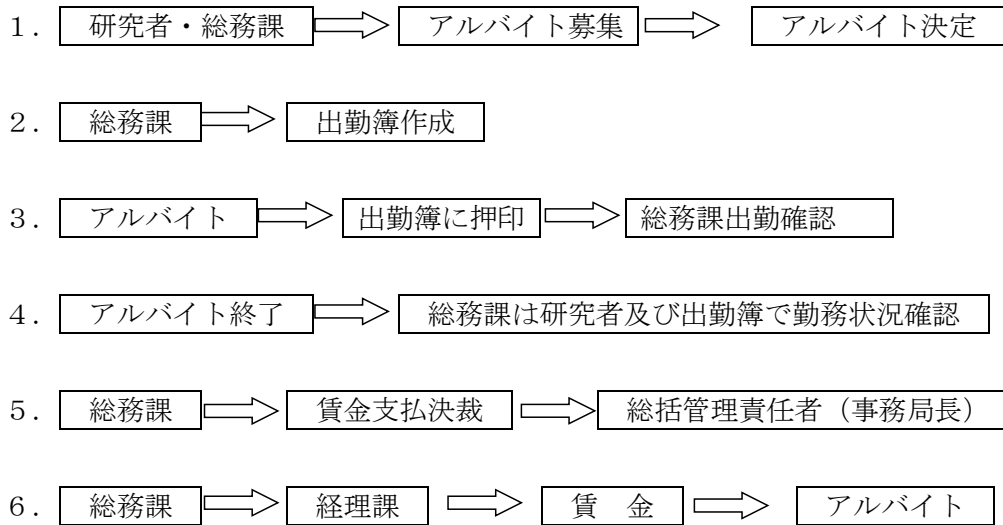 １．　研究者・総務課　アルバイト募集　アルバイト決定
２．　総務課　出勤簿作成
３．　アルバイト　出勤簿に押印　総務課出勤確認
４．　アルバイト終了　総務課は研究者及び出勤簿で勤務状況確認
５．　総務課　賃金支払決裁　総括管理責任者（事務局長）
６．　総務課　経理課　賃　金　アルバイト